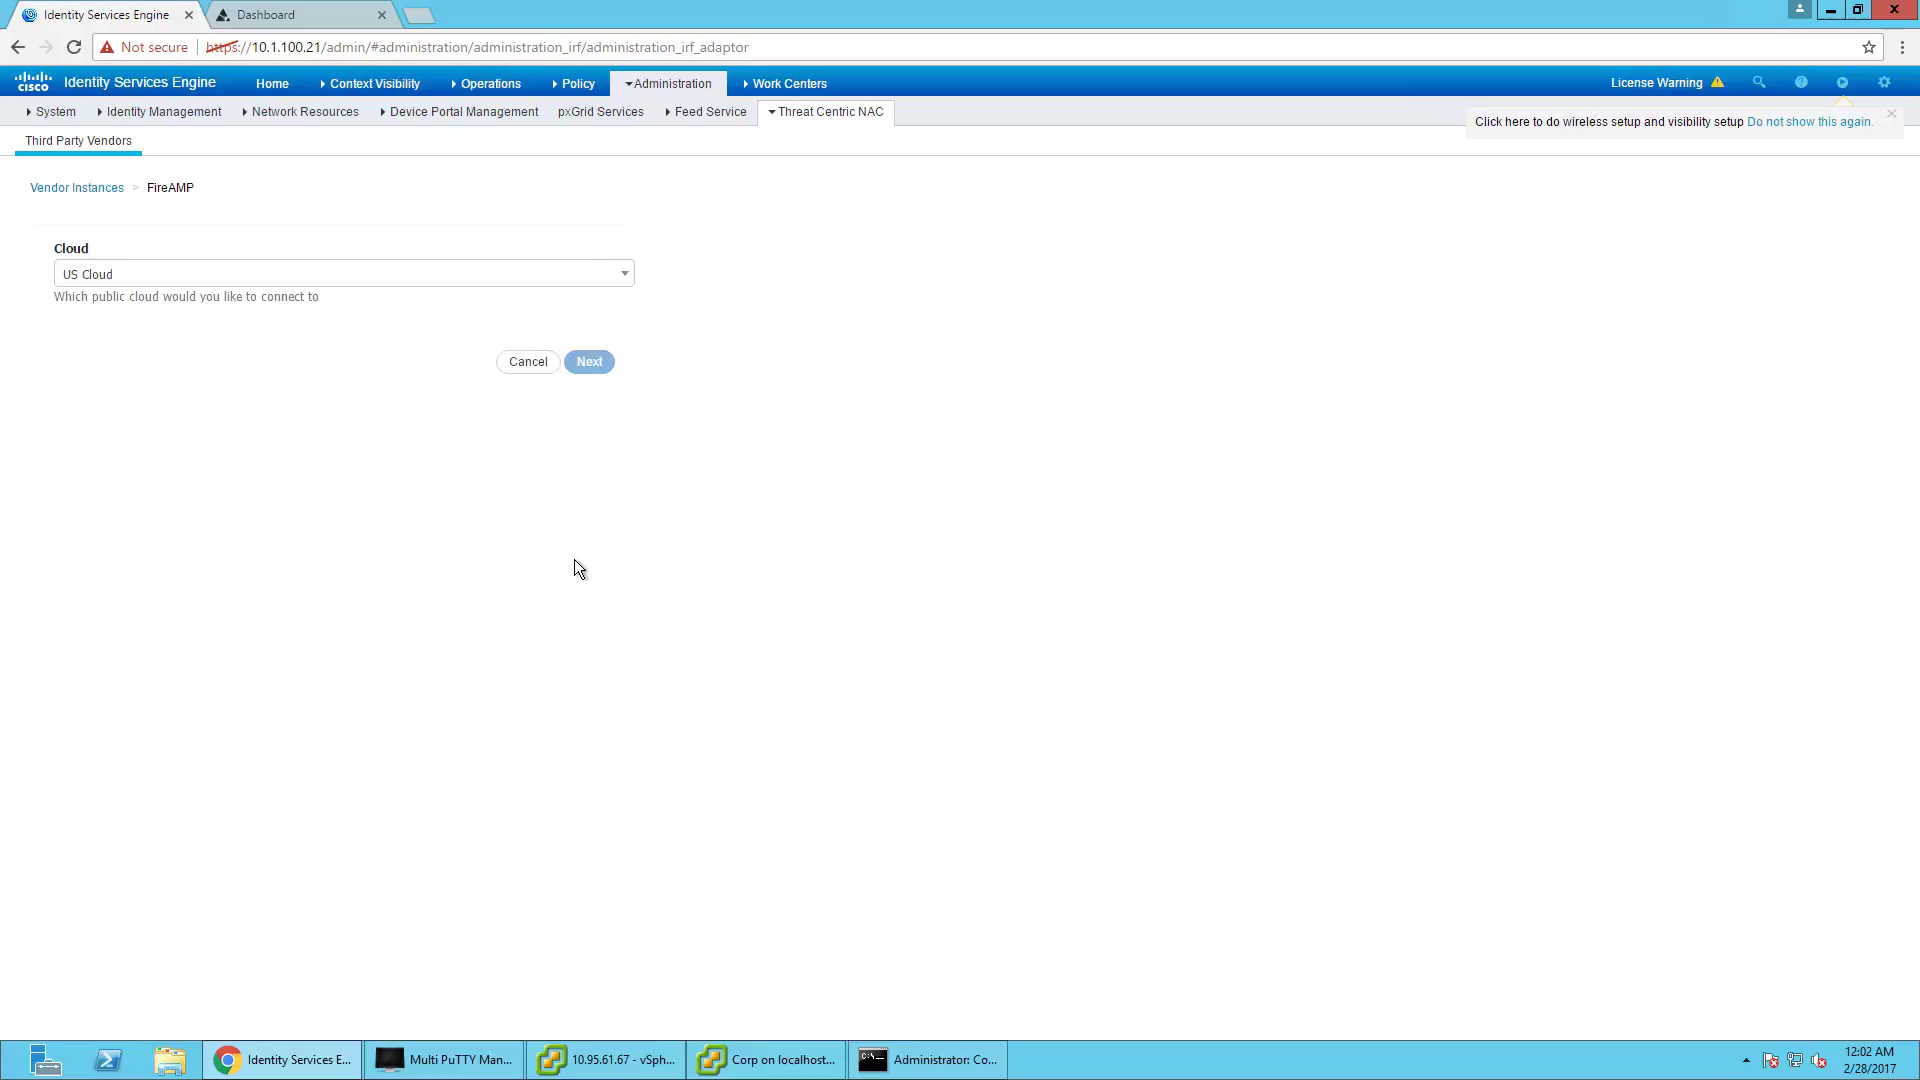 Identity Services Engine
Dashboard
Not secure https://10.1.100.21/admin/#administration/administration_irf/administration_irf_adaptor
cisco Identity Services Engine Home Context Visibility Operations Policy Administration Work Centers License Warning
System Identity Management Network Resources Device Portal Management pxGrid Services Feed Service Threat Centric NAC
Click here to do wireless setup and visibility setup Do not show this again.
Third Party Vendors
Vendor Instances > FireAMP
Cloud
US Cloud
Which public cloud would you like to connect to
Cancel Next
Identity Services E...
Multi PuTTY Man...
10.95.61.67 - vSph...
Corp on localhost...
Administrator: Co...
12:02 AM
2/28/2017